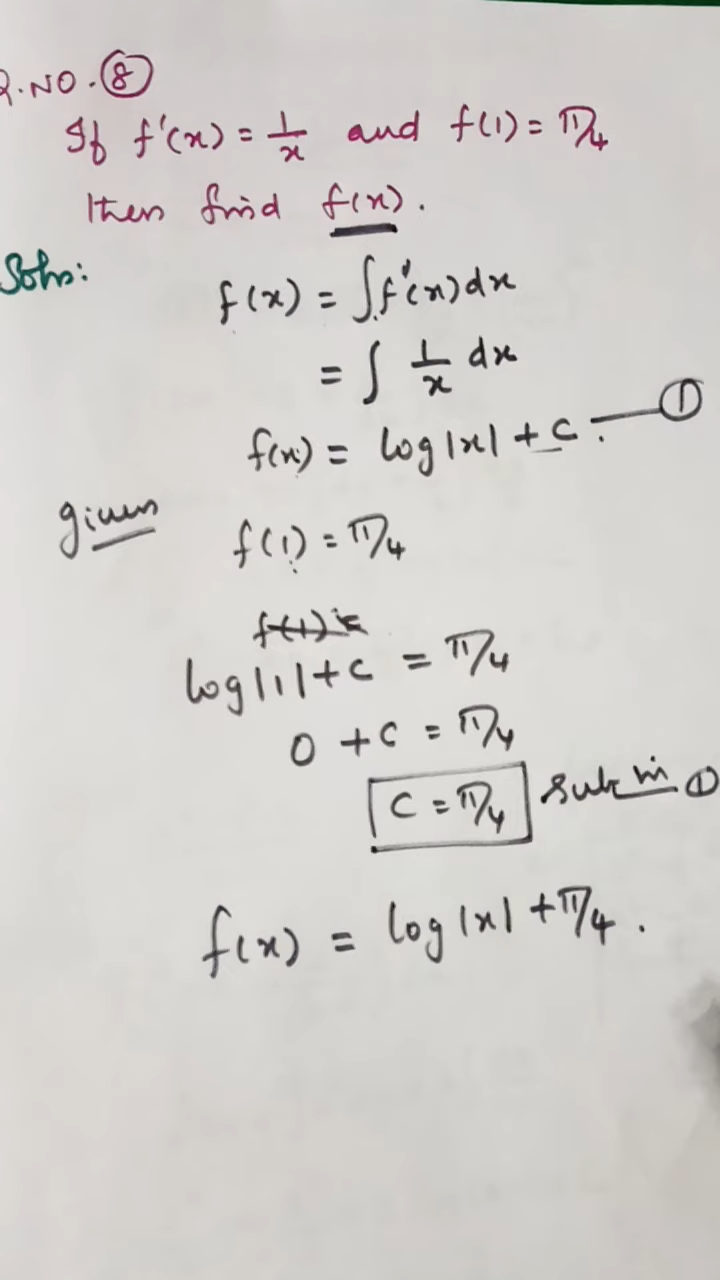 Q.NO.⑧
If f'(x) = 1/x and f(1) = π/4
then find f(x).
Soln:
f(x) = ∫f'(x)dx
= ∫ 1/x dx
f(x) = log|x| + c. — ①
given f(1) = π/4
f(1) =
log|1| + c = π/4
0 + c = π/4
c = π/4 sub in ①
f(x) = log|x| + π/4.